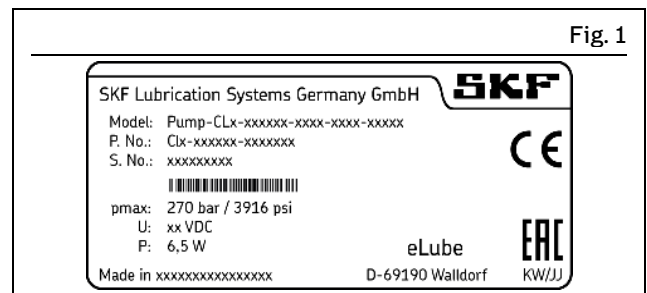 Fig. 1
SKF
SKF Lubrication Systems Germany GmbH
Model: Pump-CLx-xxxxxx-xxxx-xxxx-xxxxx
P. No.: Clx-xxxxxx-xxxxxxx
S. No.: xxxxxxxxx
CE
pmax: 270 bar / 3916 psi
U: xx VDC
P: 6,5 W
eLube
EAC
Made in xxxxxxxxxxxxxxxx
D-69190 Walldorf
KW/JJ